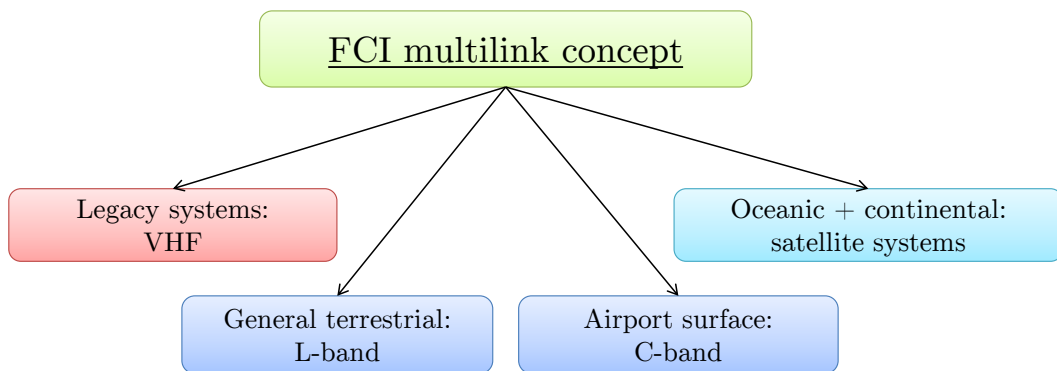 FCI multilink concept
Legacy systems:
VHF
Oceanic + continental:
satellite systems
General terrestrial:
L-band
Airport surface:
C-band